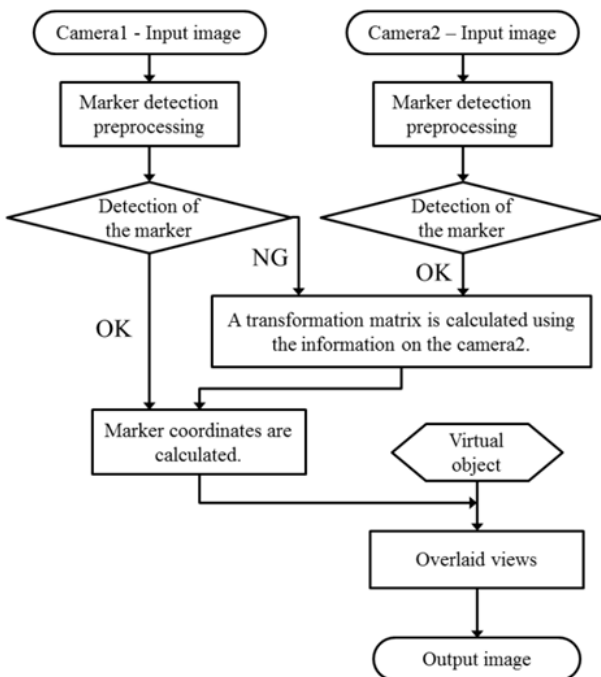 Camera1 - Input image
Camera2 – Input image
Marker detection
preprocessing
Marker detection
preprocessing
Detection of
the marker
Detection of
the marker
NG
OK
OK
A transformation matrix is calculated using
the information on the camera2.
Marker coordinates are
calculated.
Virtual
object
Overlaid views
Output image